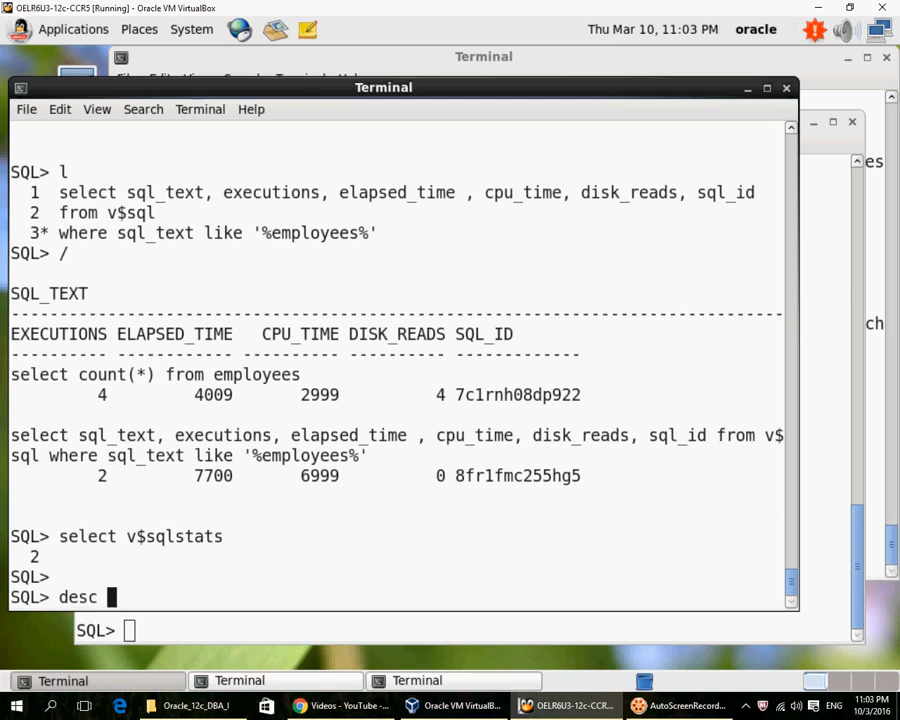 OELR6U3-12c-CCR5 [Running] - Oracle VM VirtualBox
Applications Places System Thu Mar 10, 11:03 PM oracle
Terminal
Terminal
File Edit View Search Terminal Help
SQL> l
1 select sql_text, executions, elapsed_time , cpu_time, disk_reads, sql_id
2 from v$sql
3* where sql_text like '%employees%'
SQL> /
SQL_TEXT
--------------------------------------------------------------------------------
EXECUTIONS ELAPSED_TIME CPU_TIME DISK_READS SQL_ID
---------- ------------ ---------- ---------- -------------
select count(*) from employees
4 4009 2999 4 7c1rnh08dp922
select sql_text, executions, elapsed_time , cpu_time, disk_reads, sql_id from v$
sql where sql_text like '%employees%'
2 7700 6999 0 8fr1fmc255hg5
SQL> select v$sqlstats
2
SQL>
SQL> desc
es
ch
SQL>
Terminal Terminal Terminal
Oracle_12c_DBA_I Videos - YouTube -... Oracle VM VirtualB... OELR6U3-12c-CCR... AutoScreenRecord... ENG 11:03 PM
10/3/2016